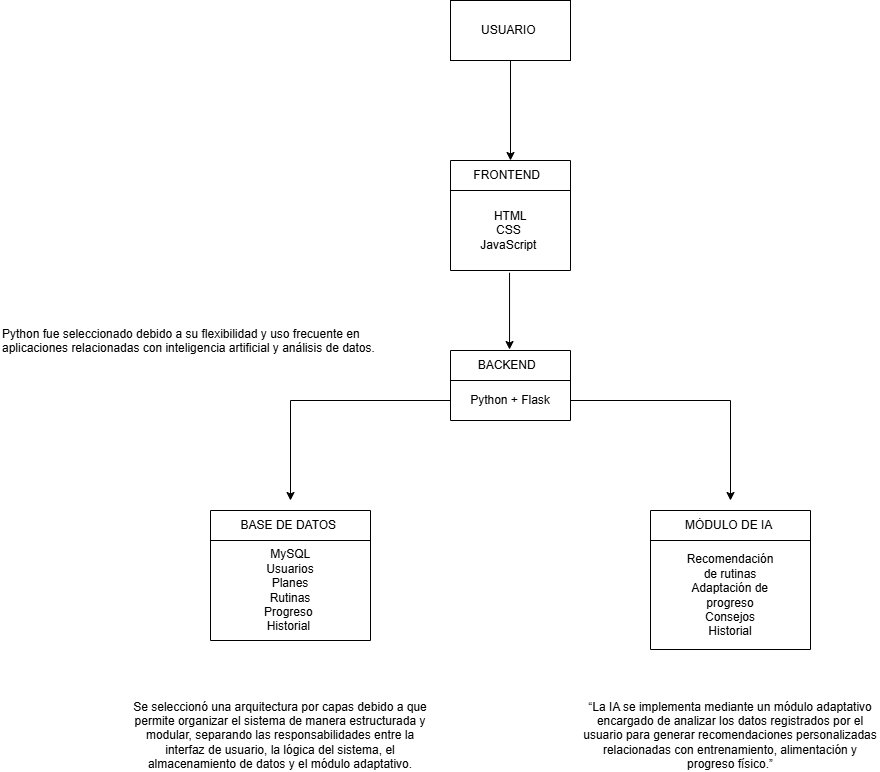 USUARIO
FRONTEND
HTML
CSS
JavaScript
Python fue seleccionado debido a su flexibilidad y uso frecuente en
aplicaciones relacionadas con inteligencia artificial y análisis de datos.
BACKEND
Python + Flask
BASE DE DATOS
MySQL
Usuarios
Planes
Rutinas
Progreso
Historial
MÓDULO DE IA
Recomendación
de rutinas
Adaptación de
progreso
Consejos
Historial
Se seleccionó una arquitectura por capas debido a que
permite organizar el sistema de manera estructurada y
modular, separando las responsabilidades entre la
interfaz de usuario, la lógica del sistema, el
almacenamiento de datos y el módulo adaptativo.
“La IA se implementa mediante un módulo adaptativo
encargado de analizar los datos registrados por el
usuario para generar recomendaciones personalizadas
relacionadas con entrenamiento, alimentación y
progreso físico.”